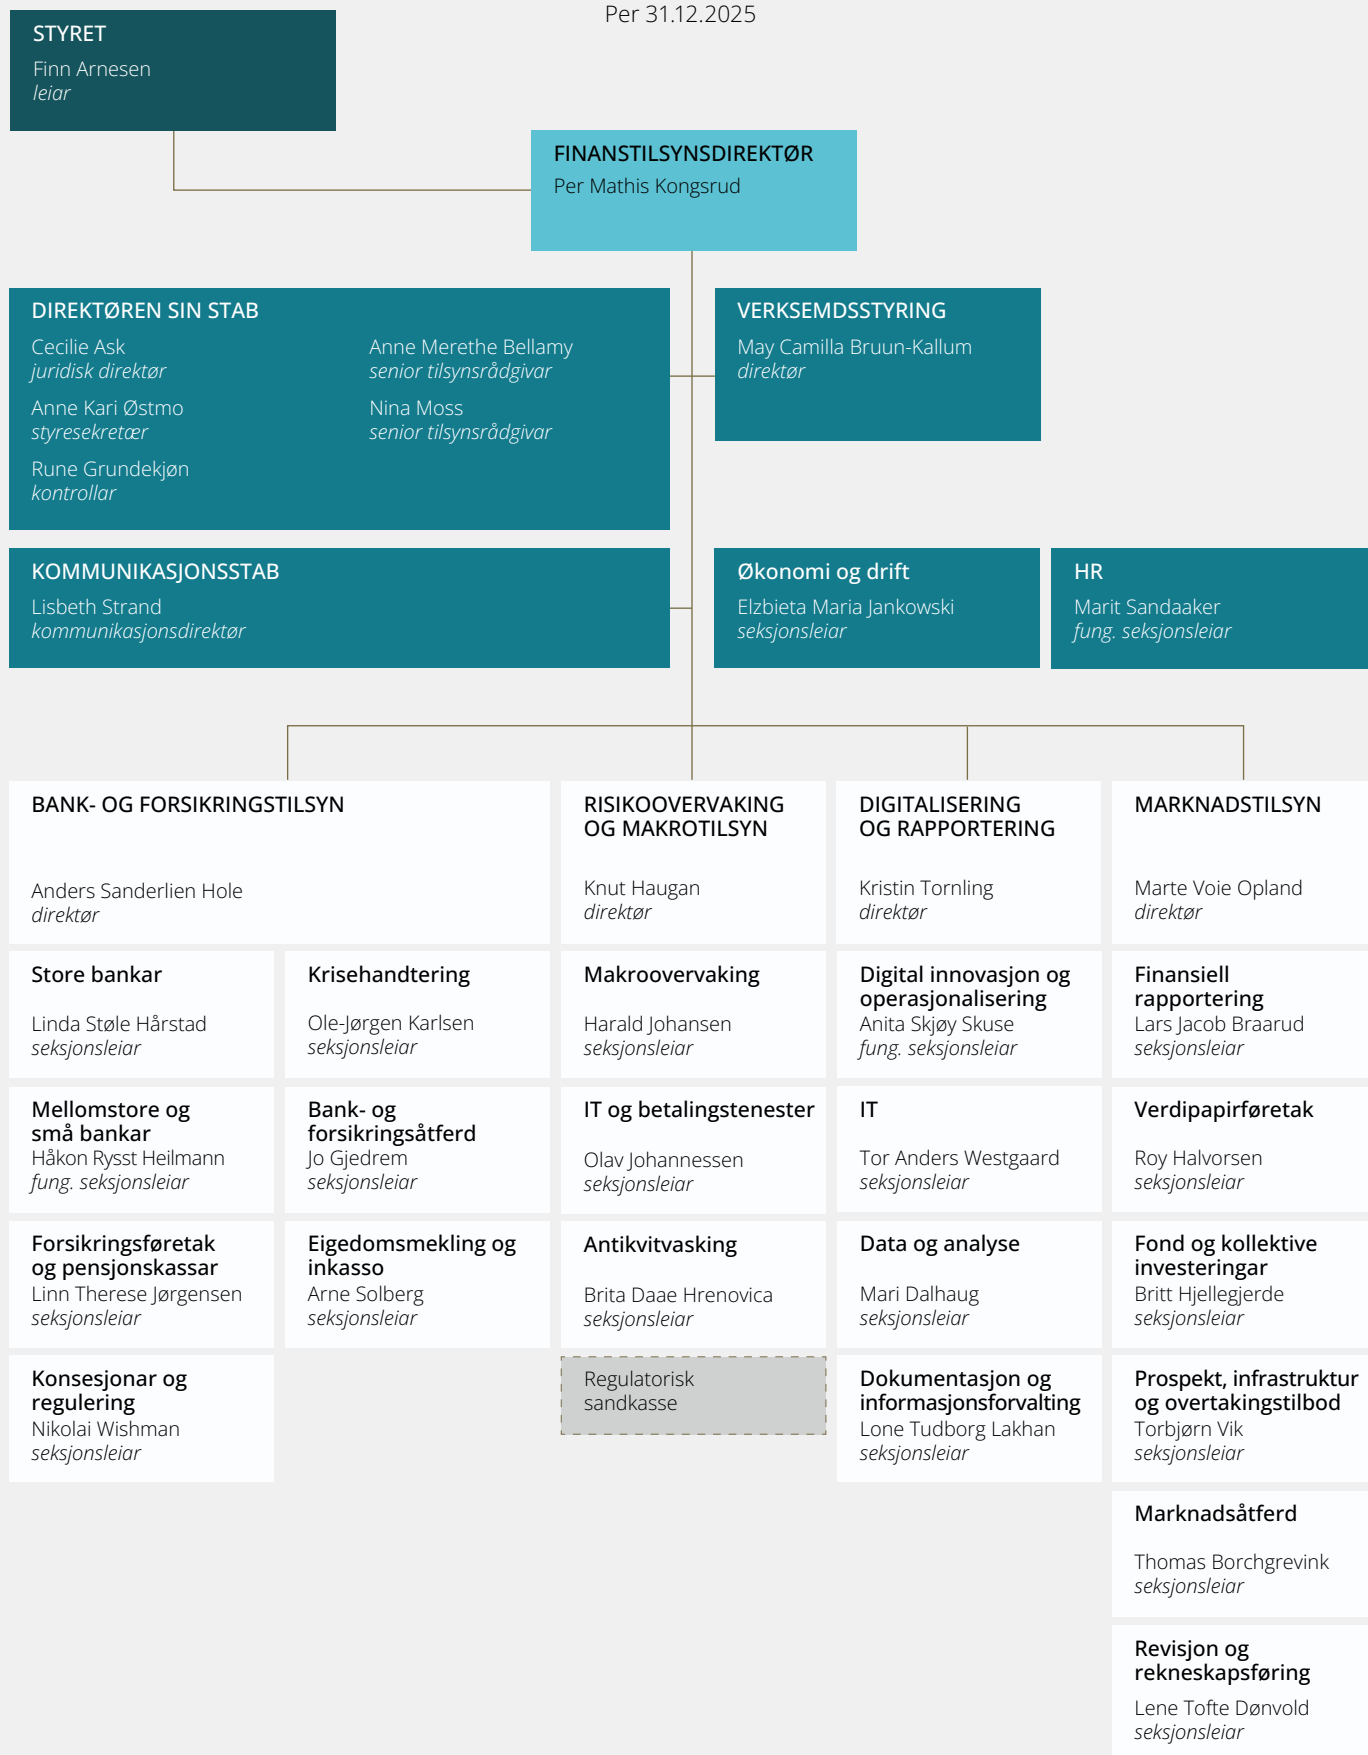 Per 31.12.2025
STYRET
Finn Arnesen
leiar
FINANSTILSYNSDIREKTØR
Per Mathis Kongsrud
DIREKTØREN SIN STAB
Cecilie Ask
juridisk direktør
Anne Kari Østmo
styresekretær
Rune Grundekjøn
kontrollar
Anne Merethe Bellamy
senior tilsynsrådgivar
Nina Moss
senior tilsynsrådgivar
VERKSEMDSSTYRING
May Camilla Bruun-Kallum
direktør
KOMMUNIKASJONSSTAB
Lisbeth Strand
kommunikasjonsdirektør
Økonomi og drift
Elzbieta Maria Jankowski
seksjonsleiar
HR
Marit Sandaaker
fung. seksjonsleiar
BANK- OG FORSIKRINGSTILSYN
Anders Sanderlien Hole
direktør
Store bankar
Linda Støle Hårstad
seksjonsleiar
Mellomstore og
små bankar
Håkon Rysst Heilmann
fung. seksjonsleiar
Forsikringsføretak
og pensjonskassar
Linn Therese Jørgensen
seksjonsleiar
Konsesjonar og
regulering
Nikolai Wishman
seksjonsleiar
Krisehandtering
Ole-Jørgen Karlsen
seksjonsleiar
Bank- og
forsikringsåtferd
Jo Gjedrem
seksjonsleiar
Eigedomsmekling og
inkasso
Arne Solberg
seksjonsleiar
RISIKOOVERVAKING
OG MAKROTILSYN
Knut Haugan
direktør
Makroovervaking
Harald Johansen
seksjonsleiar
IT og betalingstenester
Olav Johannessen
seksjonsleiar
Antikvitvasking
Brita Daae Hrenovica
seksjonsleiar
Regulatorisk
sandkasse
DIGITALISERING
OG RAPPORTERING
Kristin Tornling
direktør
Digital innovasjon og
operasjonalisering
Anita Skjøy Skuse
fung. seksjonsleiar
IT
Tor Anders Westgaard
seksjonsleiar
Data og analyse
Mari Dalhaug
seksjonsleiar
Dokumentasjon og
informasjonsforvalting
Lone Tudborg Lakhan
seksjonsleiar
MARKNADSTILSYN
Marte Voie Opland
direktør
Finansiell
rapportering
Lars Jacob Braarud
seksjonsleiar
Verdipapirføretak
Roy Halvorsen
seksjonsleiar
Fond og kollektive
investeringar
Britt Hjellegjerde
seksjonsleiar
Prospekt, infrastruktur
og overtakingstilbod
Torbjørn Vik
seksjonsleiar
Marknadsåtferd
Thomas Borchgrevink
seksjonsleiar
Revisjon og
rekneskapsføring
Lene Tofte Dønvold
seksjonsleiar